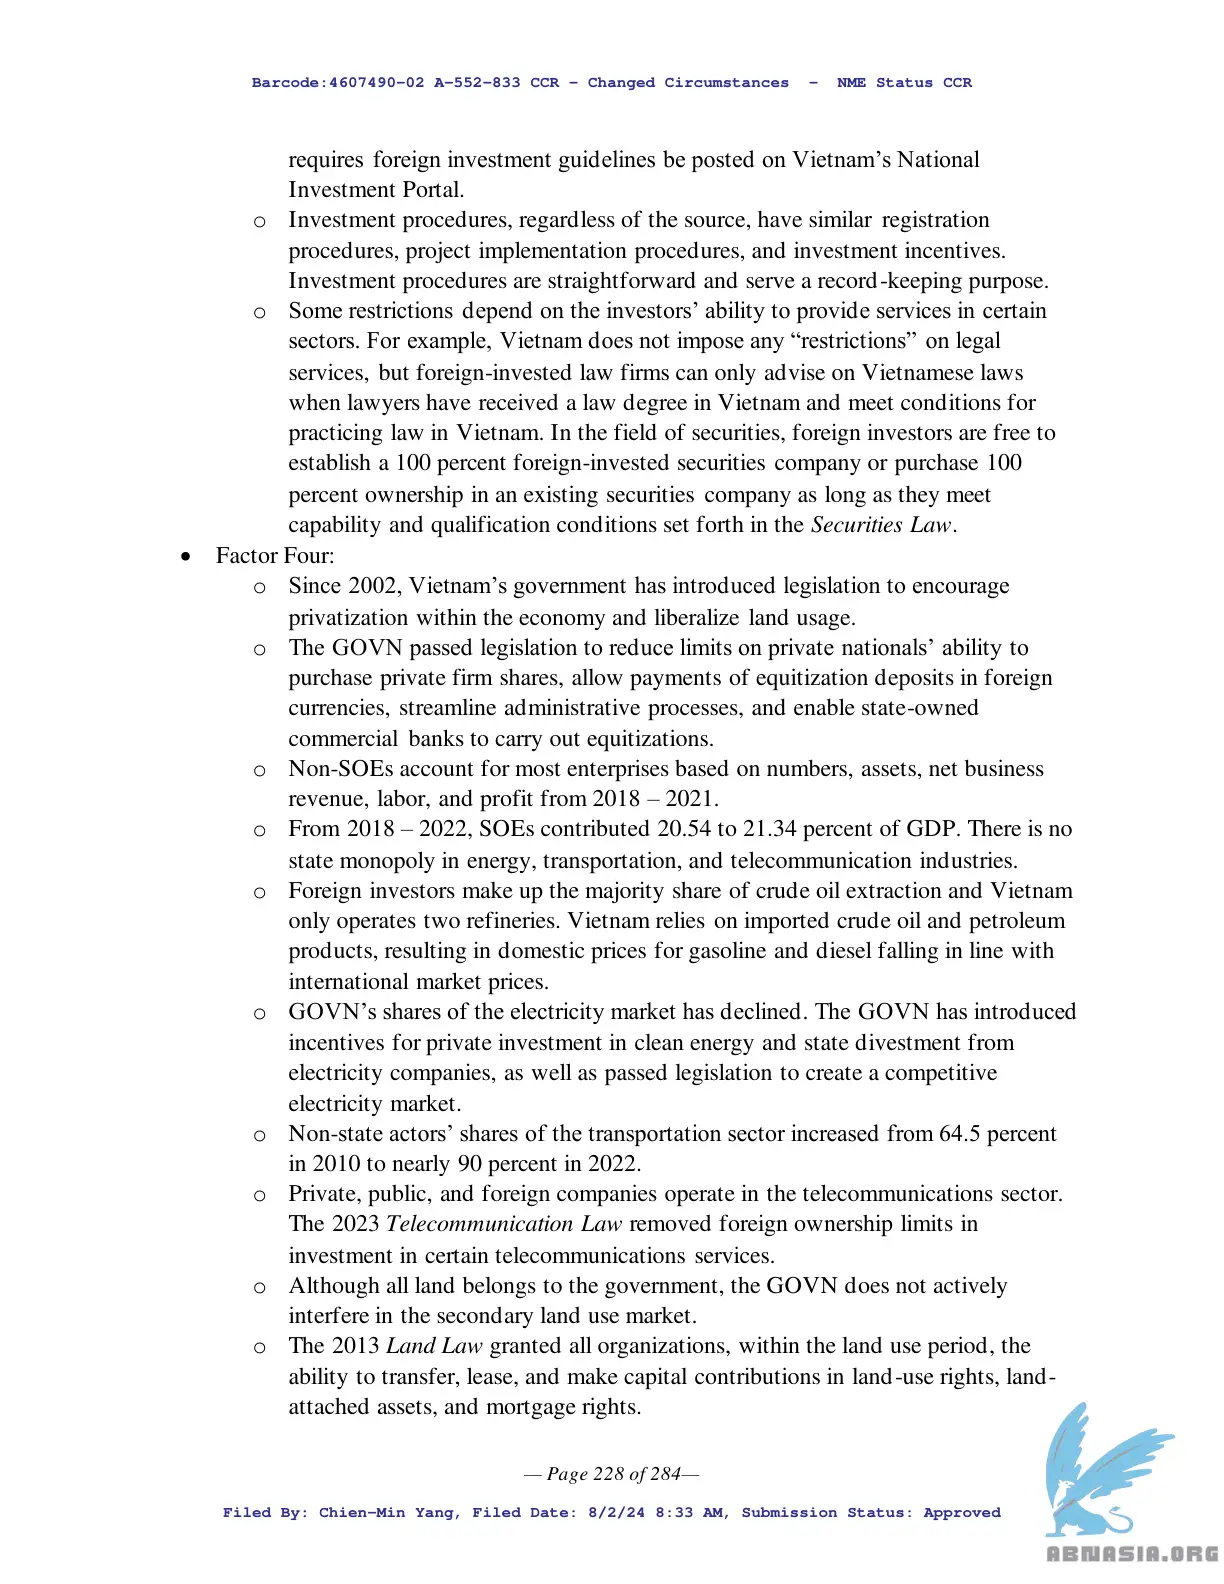 Barcode:4607490-02 A-552-833 CCR - Changed Circumstances - NME Status CCR
requires foreign investment guidelines be posted on Vietnam’s National
Investment Portal.
o Investment procedures, regardless of the source, have similar registration
procedures, project implementation procedures, and investment incentives.
Investment procedures are straightforward and serve a record-keeping purpose.
o Some restrictions depend on the investors’ ability to provide services in certain
sectors. For example, Vietnam does not impose any “restrictions” on legal
services, but foreign-invested law firms can only advise on Vietnamese laws
when lawyers have received a law degree in Vietnam and meet conditions for
practicing law in Vietnam. In the field of securities, foreign investors are free to
establish a 100 percent foreign-invested securities company or purchase 100
percent ownership in an existing securities company as long as they meet
capability and qualification conditions set forth in the Securities Law.
• Factor Four:
o Since 2002, Vietnam’s government has introduced legislation to encourage
privatization within the economy and liberalize land usage.
o The GOVN passed legislation to reduce limits on private nationals’ ability to
purchase private firm shares, allow payments of equitization deposits in foreign
currencies, streamline administrative processes, and enable state-owned
commercial banks to carry out equitizations.
o Non-SOEs account for most enterprises based on numbers, assets, net business
revenue, labor, and profit from 2018 – 2021.
o From 2018 – 2022, SOEs contributed 20.54 to 21.34 percent of GDP. There is no
state monopoly in energy, transportation, and telecommunication industries.
o Foreign investors make up the majority share of crude oil extraction and Vietnam
only operates two refineries. Vietnam relies on imported crude oil and petroleum
products, resulting in domestic prices for gasoline and diesel falling in line with
international market prices.
o GOVN’s shares of the electricity market has declined. The GOVN has introduced
incentives for private investment in clean energy and state divestment from
electricity companies, as well as passed legislation to create a competitive
electricity market.
o Non-state actors’ shares of the transportation sector increased from 64.5 percent
in 2010 to nearly 90 percent in 2022.
o Private, public, and foreign companies operate in the telecommunications sector.
The 2023 Telecommunication Law removed foreign ownership limits in
investment in certain telecommunications services.
o Although all land belongs to the government, the GOVN does not actively
interfere in the secondary land use market.
o The 2013 Land Law granted all organizations, within the land use period, the
ability to transfer, lease, and make capital contributions in land-use rights, land-
attached assets, and mortgage rights.
— Page 228 of 284—
Filed By: Chien-Min Yang, Filed Date: 8/2/24 8:33 AM, Submission Status: Approved
ABNASIA.ORG